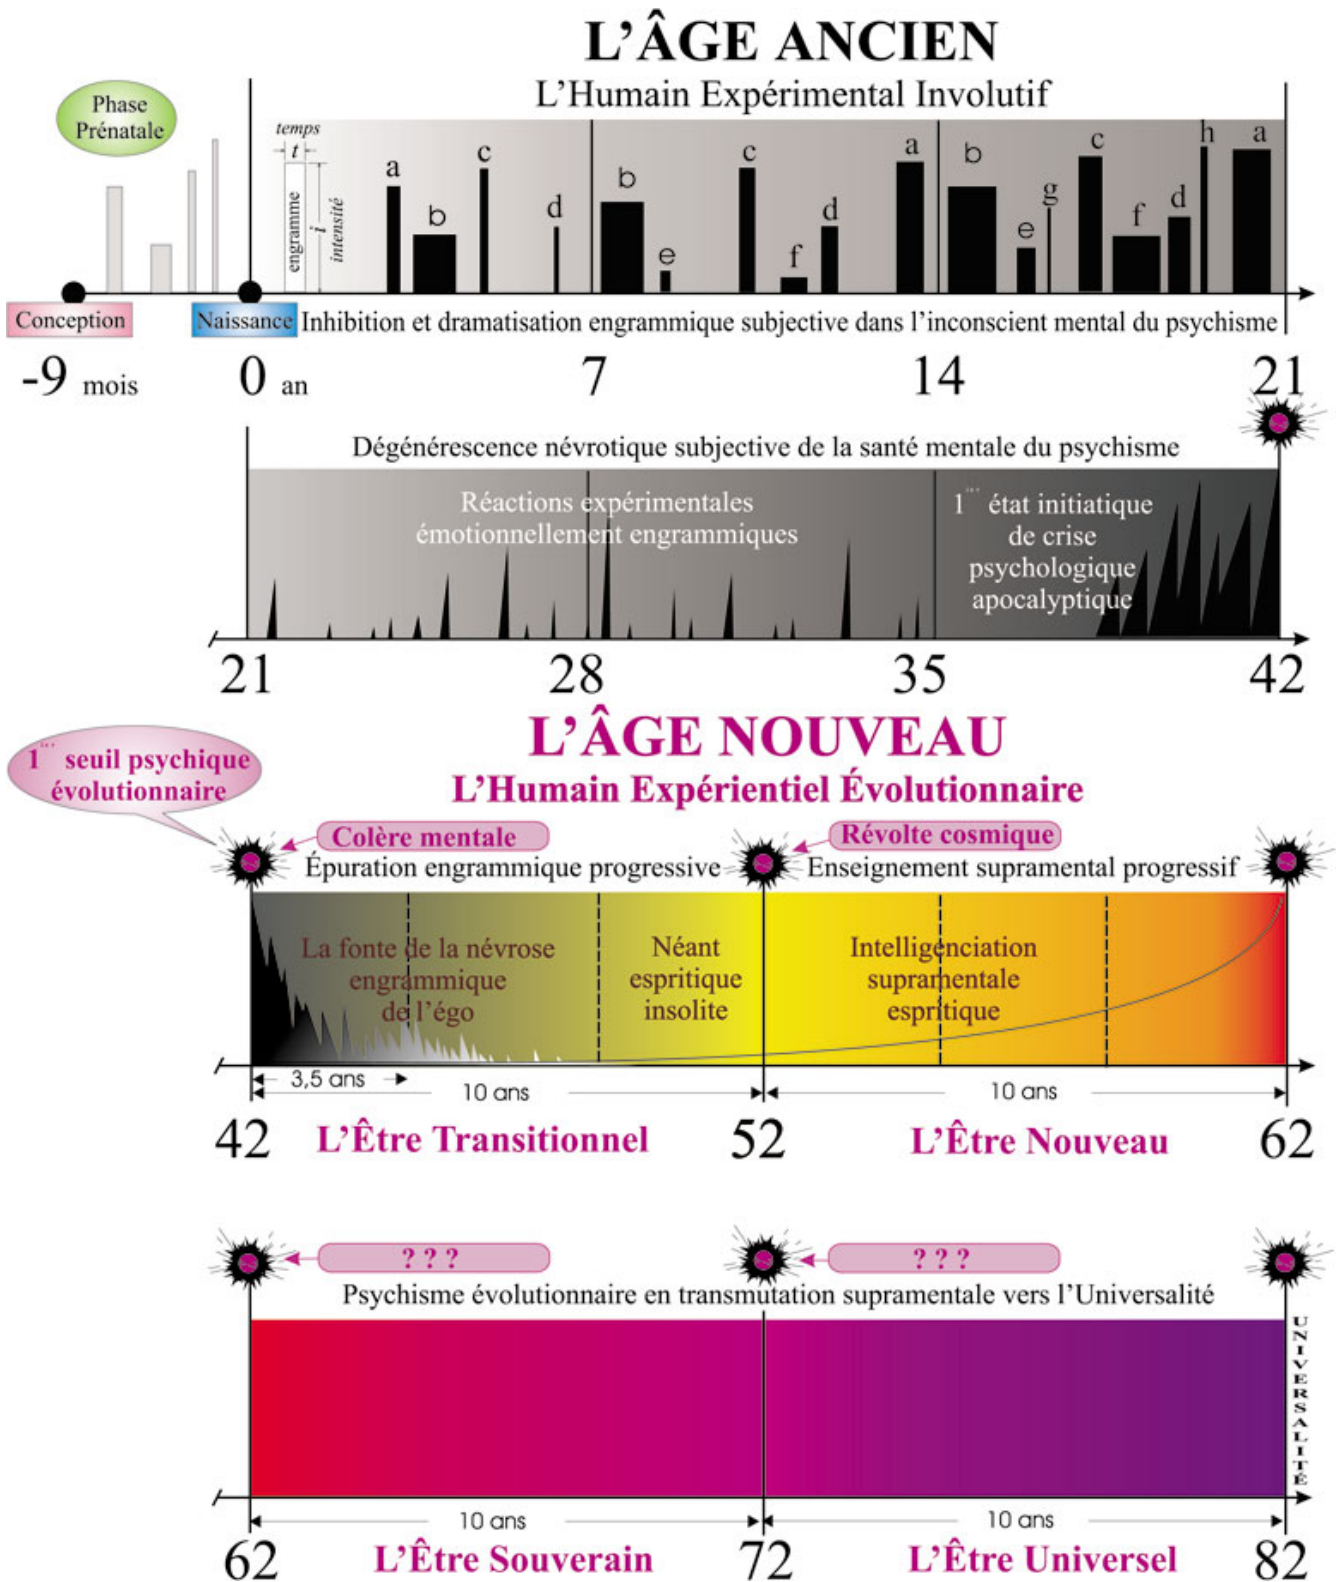 L'ÂGE ANCIEN
L'Humain Expérimental Involutif
Phase
Prénatale
temps
t
engramme
i
intensité
a
b
c
d
b
e
c
f
d
a
b
e
g
c
f
d
h
a
Conception
Naissance
Inhibition et dramatisation engrammique subjective dans l'inconscient mental du psychisme
-9 mois
0 an
7
14
21
Dégénérescence névrotique subjective de la santé mentale du psychisme
Réactions expérimentales
émotionnellement engrammiques
1ier état initiatique
de crise
psychologique
apocalyptique
21
28
35
42
L'ÂGE NOUVEAU
L'Humain Expérientiel Évolutionnaire
1ier seuil psychique
évolutionnaire
Colère mentale
Révolte cosmique
Épuration engrammique progressive
Enseignement supramental progressif
La fonte de la névrose
engrammique
de l'égo
Néant
espritique
insolite
Intelligenciation
supramentale
espritique
3,5 ans
10 ans
10 ans
42
L'Être Transitionnel
52
L'Être Nouveau
62
? ? ?
? ? ?
Psychisme évolutionnaire en transmutation supramentale vers l'Universalité
UNIVERSALITÉ
10 ans
10 ans
62
L'Être Souverain
72
L'Être Universel
82